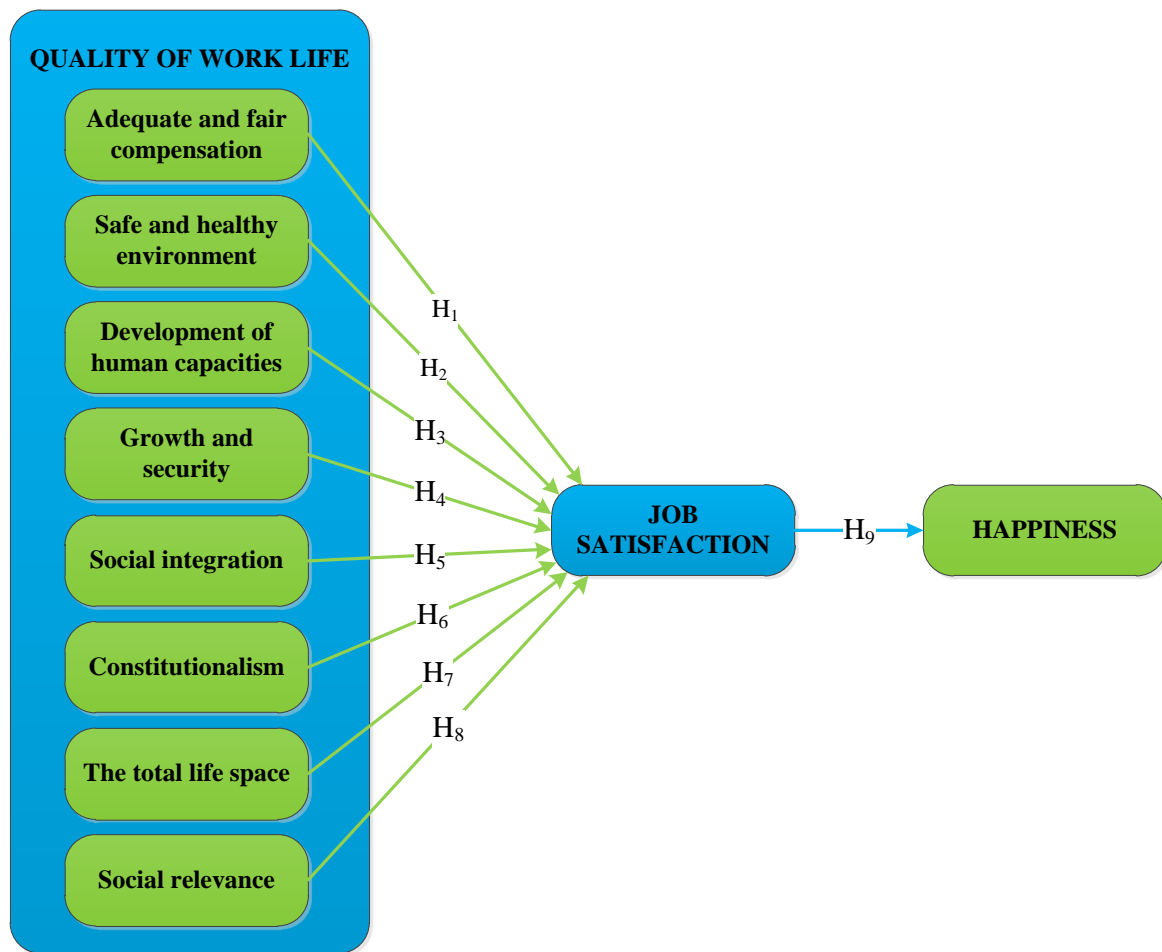 QUALITY OF WORK LIFE
Adequate and fair
compensation
Safe and healthy
environment
Development of
human capacities
Growth and
security
Social integration
Constitutionalism
The total life space
Social relevance
H₁
H₂
H₃
H₄
H₅
H₆
H₇
H₈
JOB
SATISFACTION
H₉
HAPPINESS